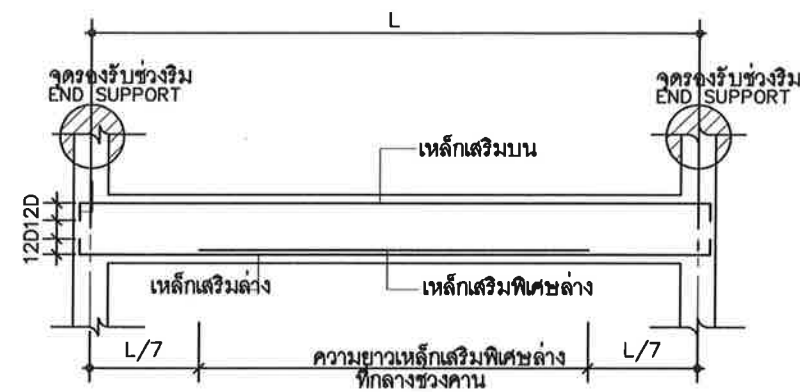 L
จุดรองรับช่วงริม
END SUPPORT
จุดรองรับช่วงริม
END SUPPORT
เหล็กเสริมบน
12D
12D
เหล็กเสริมล่าง
เหล็กเสริมพิเศษล่าง
L/7
ความยาวเหล็กเสริมพิเศษล่าง
ที่กลางช่วงคาน
L/7